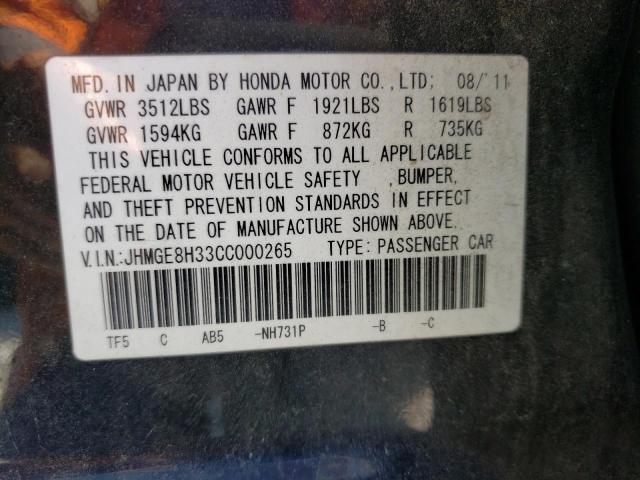 MFD. IN JAPAN BY HONDA MOTOR CO.,LTD: 08/'11
GVWR 3512LBS GAWR F 1921LBS R 1619LBS
GVWR 1594KG GAWR F 872KG R 735KG
THIS VEHICLE CONFORMS TO ALL APPLICABLE
FEDERAL MOTOR VEHICLE SAFETY ,BUMPER,
AND THEFT PREVENTION STANDARDS IN EFFECT
ON THE DATE OF MANUFACTURE SHOWN ABOVE.
V.I.N.:JHMGE8H33CC000265 TYPE: PASSENGER CAR
TF5 C AB5 -NH731P -B -C